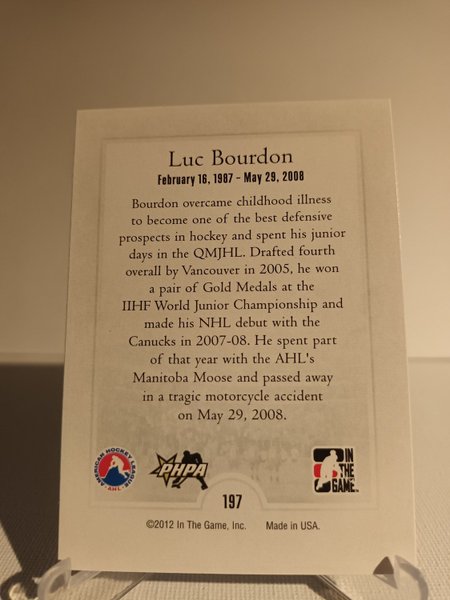 Luc Bourdon
February 16, 1987 - May 29, 2008
Bourdon overcame childhood illness
to become one of the best defensive
prospects in hockey and spent his junior
days in the QMJHL. Drafted fourth
overall by Vancouver in 2005, he won
a pair of Gold Medals at the
IIHF World Junior Championship and
made his NHL debut with the
Canucks in 2007-08. He spent part
of that year with the AHL's
Manitoba Moose and passed away
in a tragic motorcycle accident
on May 29, 2008.
AMERICAN HOCKEY LEAGUE
·AHL·
PHPA
IN
THE
GAME
197
©2012 In The Game, Inc. Made in USA.